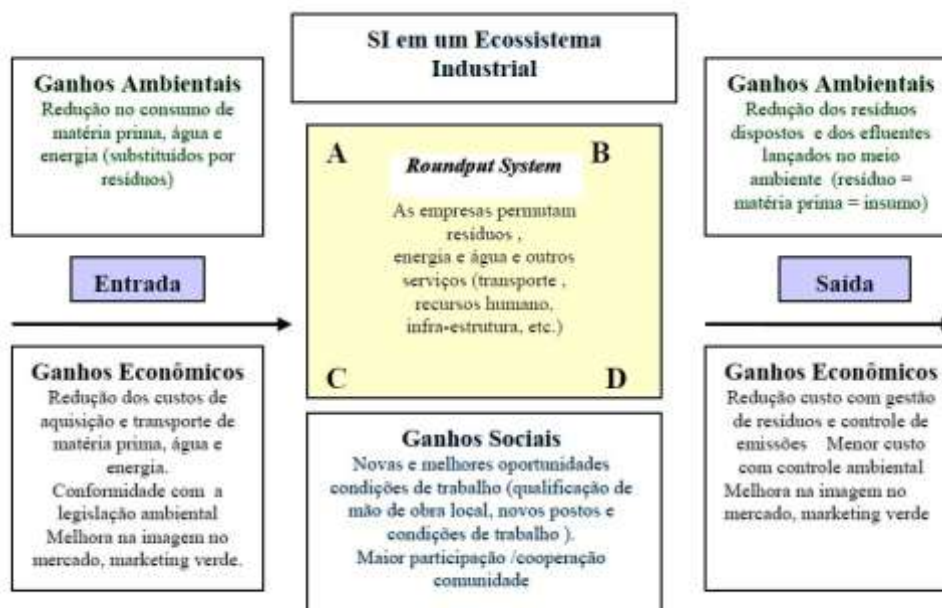 SI em um Ecossistema
Industrial
Ganhos Ambientais
Redução no consumo de
matéria prima, água e
energia (substituídos por
resíduos)
Entrada
Ganhos Econômicos
Redução dos custos de
aquisição e transporte de
matéria prima, água e
energia.
Conformidade com a
legislação ambiental
Melhora na imagem no
mercado, marketing verde.
A
B
Roundput System
As empresas permutam
resíduos ,
energia e água e outros
serviços (transporte ,
recursos humano,
infra-estrutura, etc.)
C
D
Ganhos Sociais
Novas e melhores oportunidades
condições de trabalho (qualificação de
mão de obra local, novos postos e
condições de trabalho ).
Maior participação /cooperação
comunidade
Ganhos Ambientais
Redução dos resíduos
dispostos e dos efluentes
lançados no meio
ambiente (resíduo =
matéria prima = insumo)
Saída
Ganhos Econômicos
Redução custo com gestão
de resíduos e controle de
emissões Menor custo
com controle ambiental
Melhora na imagem no
mercado, marketing verde